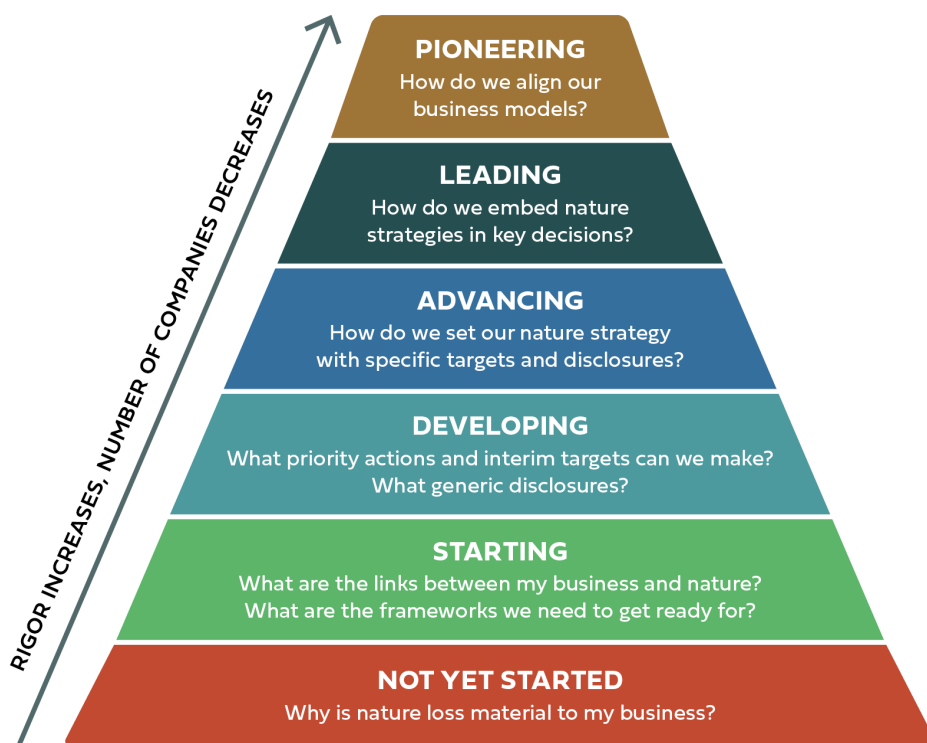 RIGOR INCREASES, NUMBER OF COMPANIES DECREASES
PIONEERING
How do we align our
business models?
LEADING
How do we embed nature
strategies in key decisions?
ADVANCING
How do we set our nature strategy
with specific targets and disclosures?
DEVELOPING
What priority actions and interim targets can we make?
What generic disclosures?
STARTING
What are the links between my business and nature?
What are the frameworks we need to get ready for?
NOT YET STARTED
Why is nature loss material to my business?